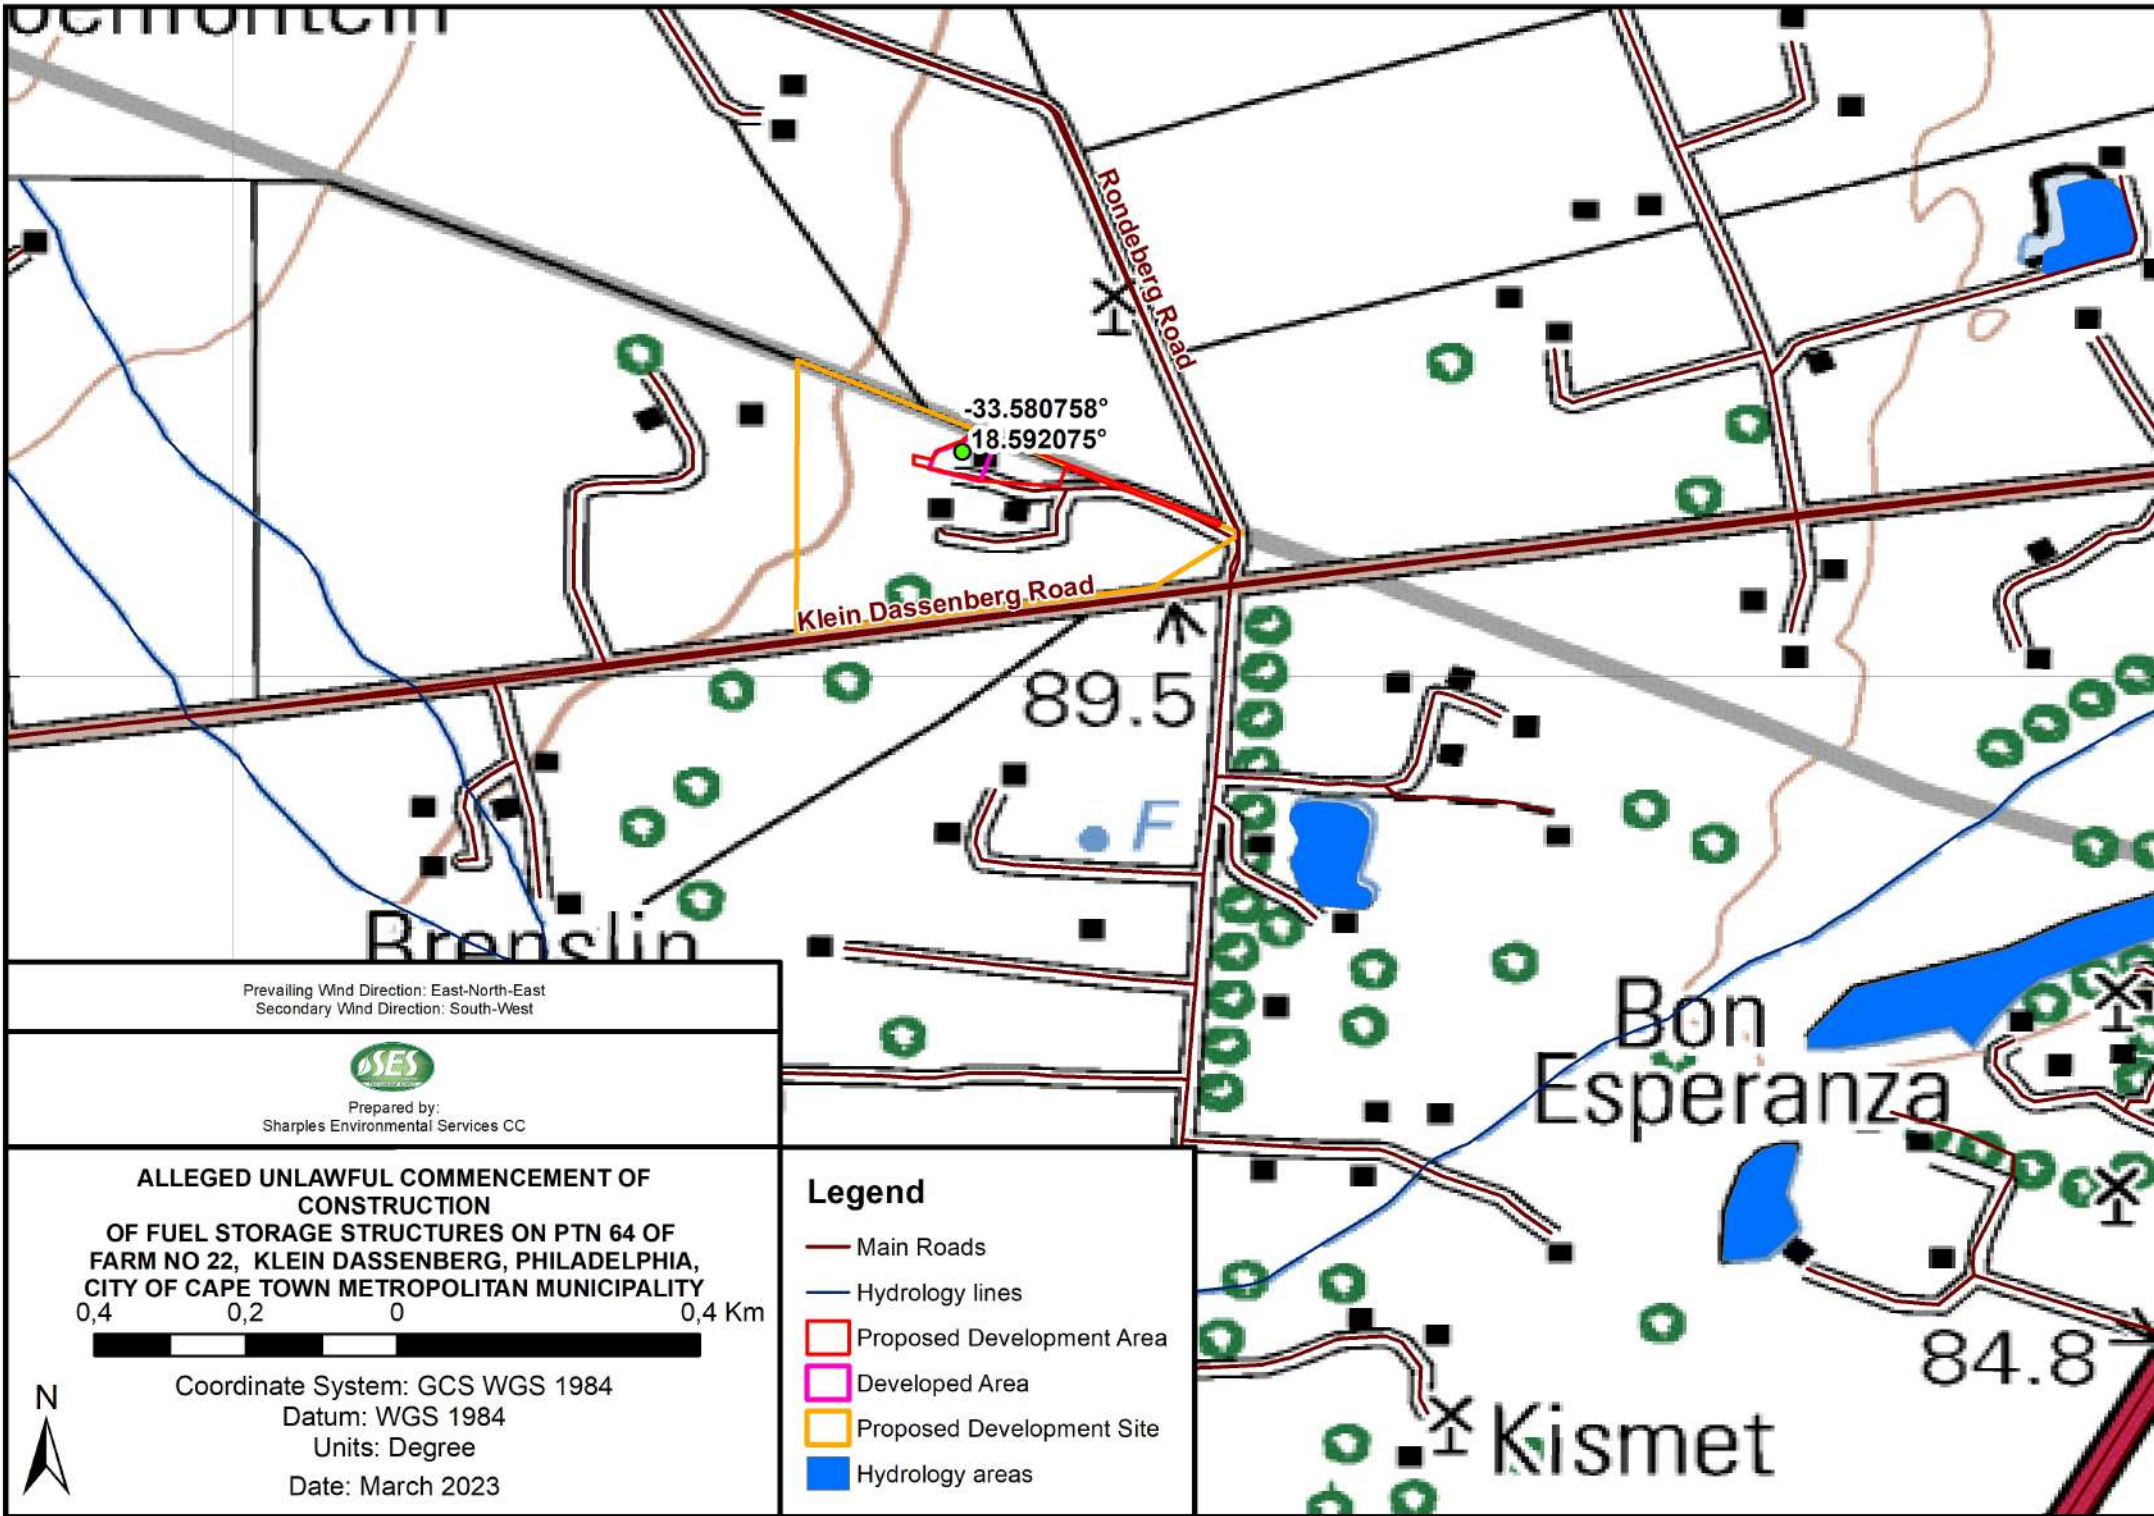 Rondeberg Road
-33.580758°
18.592075°
Klein Dassenberg Road
89.5
F
Brenslin
Bon
Esperanza
84.8
Kismet
Prevailing Wind Direction: East-North-East
Secondary Wind Direction: South-West
SES
Prepared by:
Sharples Environmental Services CC
ALLEGED UNLAWFUL COMMENCEMENT OF
CONSTRUCTION
OF FUEL STORAGE STRUCTURES ON PTN 64 OF
FARM NO 22, KLEIN DASSENBERG, PHILADELPHIA,
CITY OF CAPE TOWN METROPOLITAN MUNICIPALITY
0,4 0,2 0 0,4 Km
Coordinate System: GCS WGS 1984
Datum: WGS 1984
Units: Degree
Date: March 2023
N
Legend
Main Roads
Hydrology lines
Proposed Development Area
Developed Area
Proposed Development Site
Hydrology areas